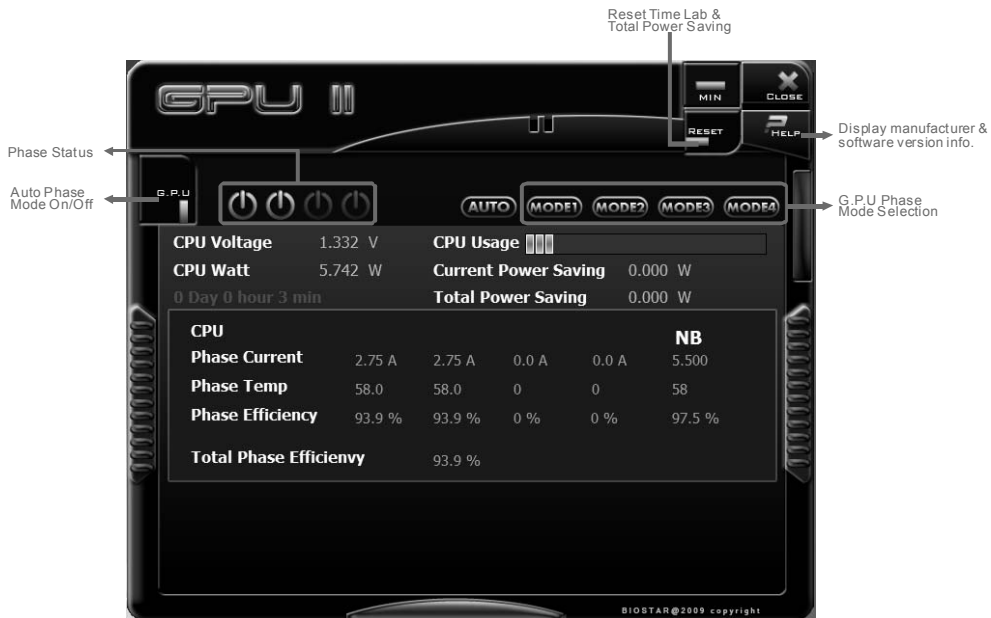 Reset Time Lab &
Total Power Saving
GPU II
MIN
CLOSE
RESET
HELP
Display manufacturer &
software version info.
Phase Status
Auto Phase
Mode On/Off
G.P.U
AUTO
MODE1
MODE2
MODE3
MODE4
G.P.U Phase
Mode Selection
CPU Voltage 1.332 V CPU Usage
CPU Watt 5.742 W Current Power Saving 0.000 W
0 Day 0 hour 3 min Total Power Saving 0.000 W
CPU NB
Phase Current 2.75 A 2.75 A 0.0 A 0.0 A 5.500
Phase Temp 58.0 58.0 0 0 58
Phase Efficiency 93.9 % 93.9 % 0 % 0 % 97.5 %
Total Phase Efficienvy 93.9 %
BIOSTAR@2009 copyright